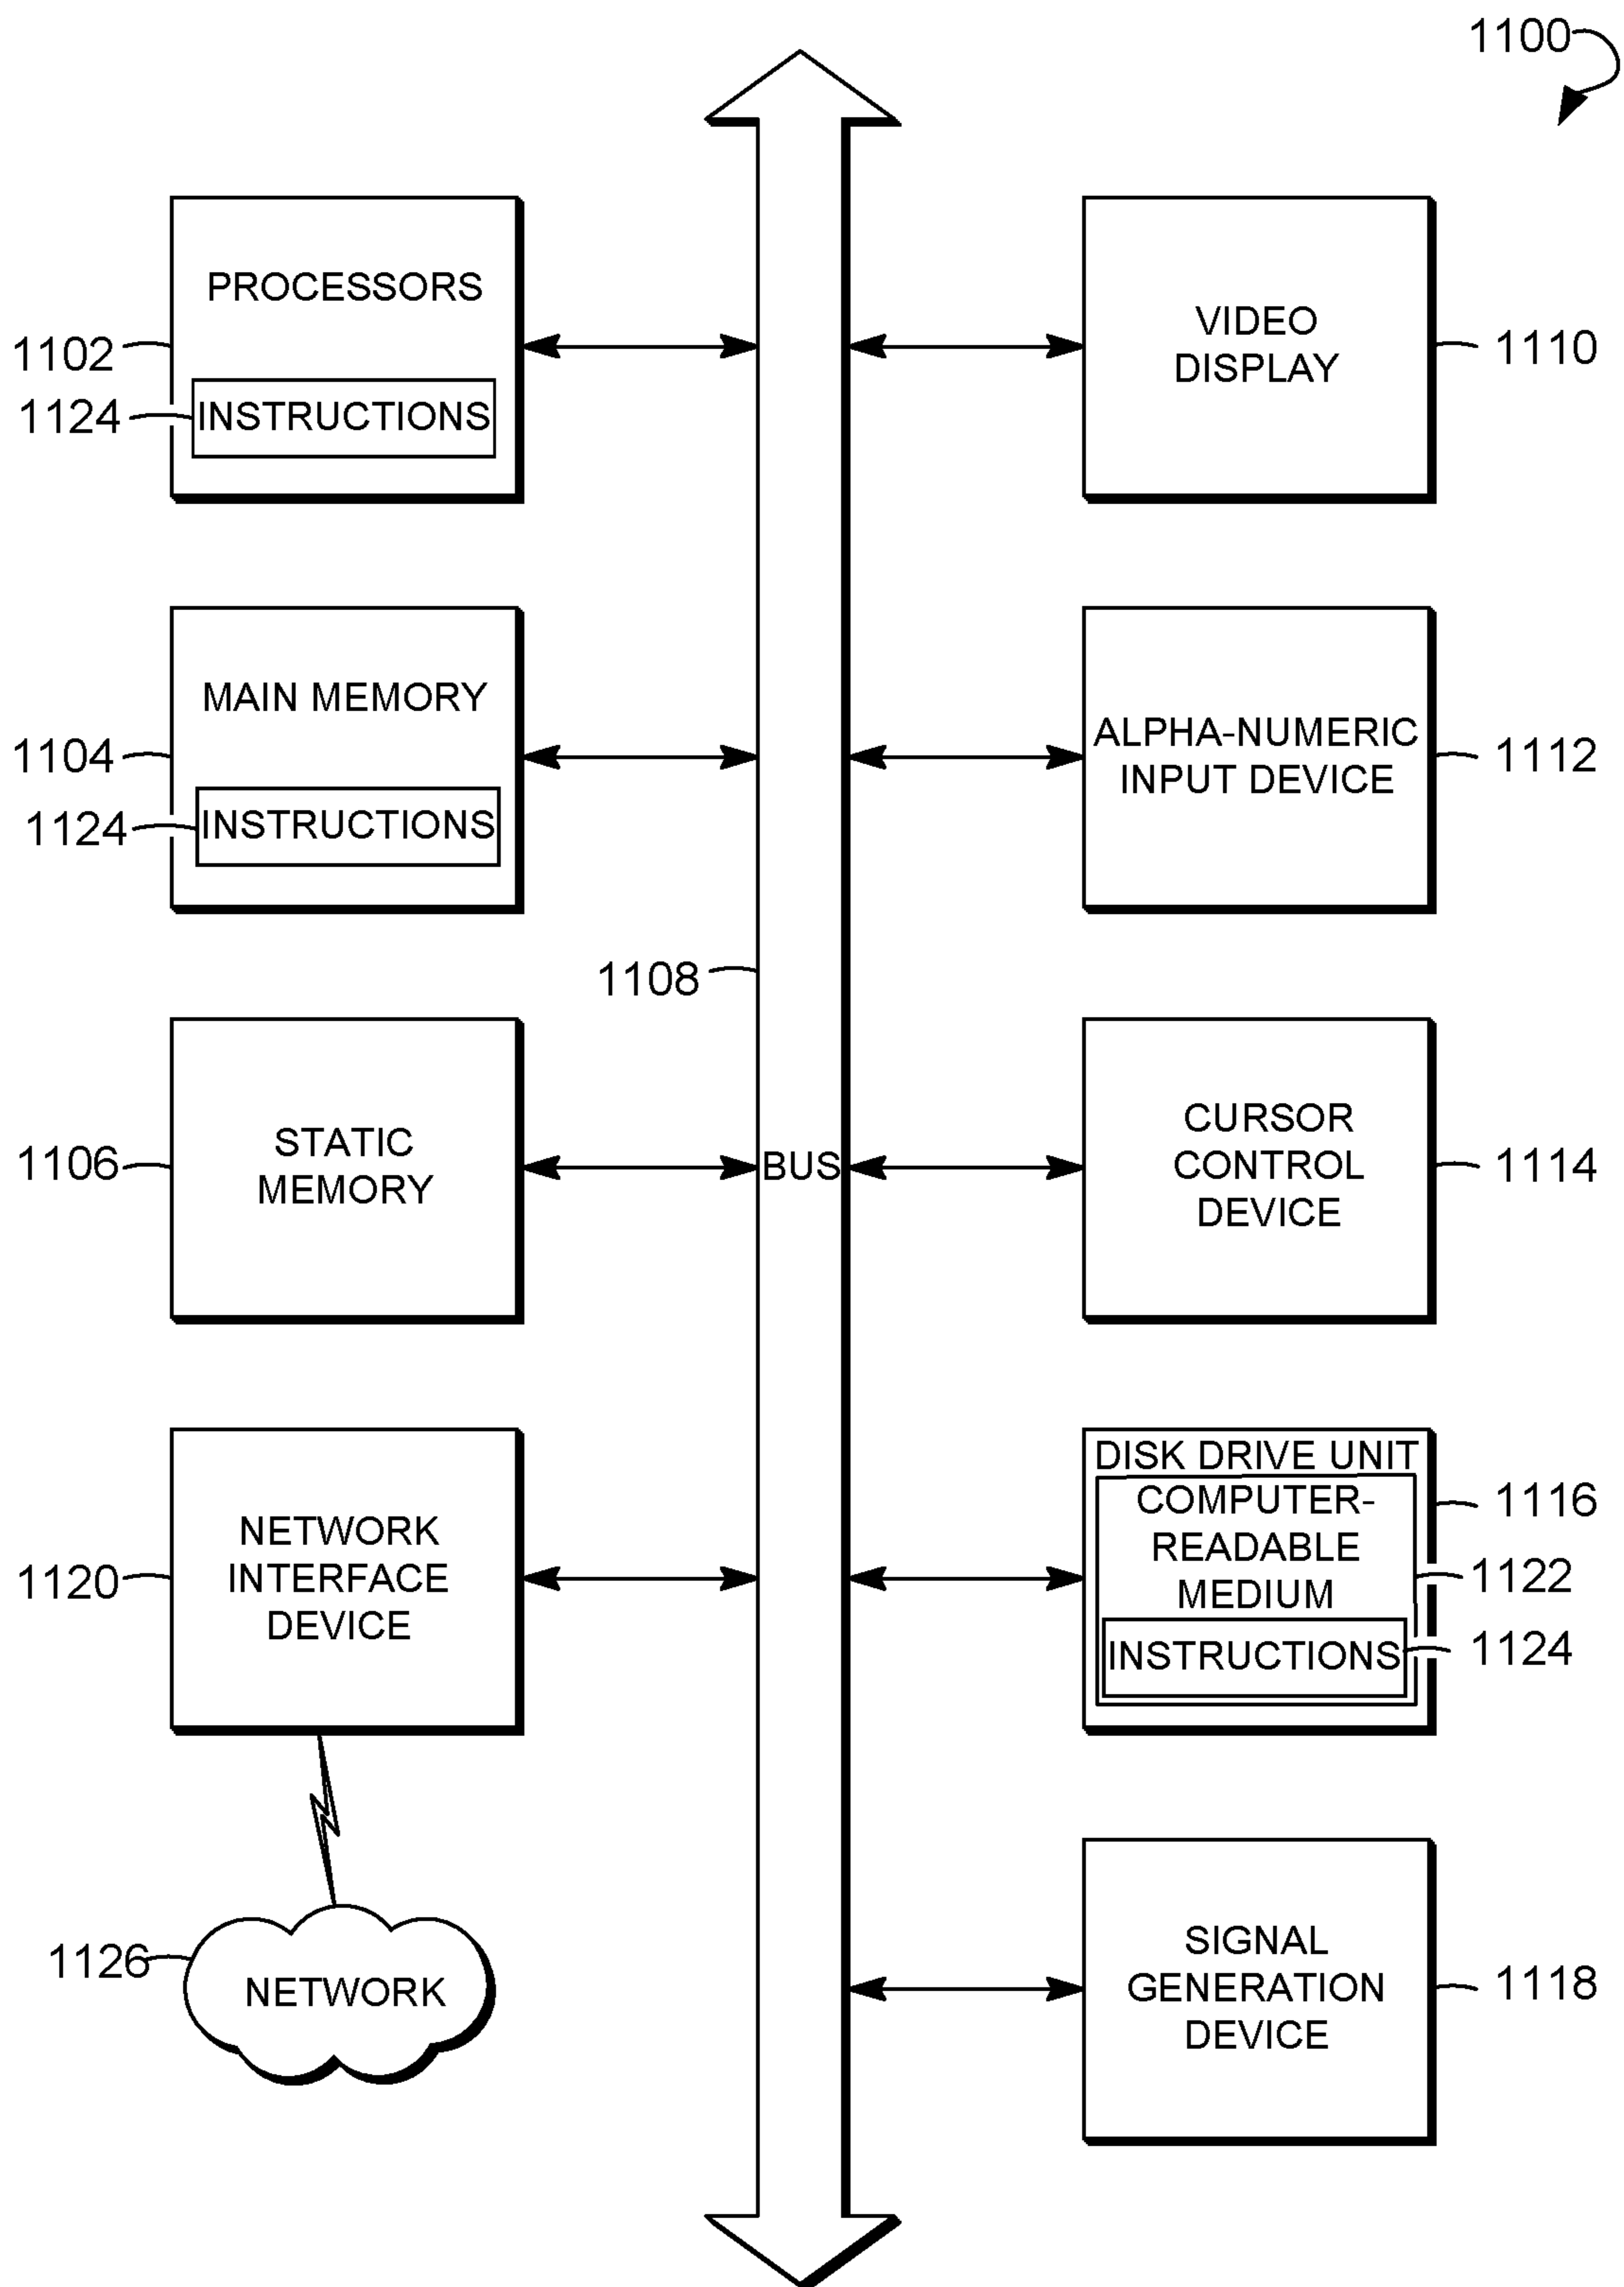 1100
PROCESSORS
1102
1124
INSTRUCTIONS
VIDEO
DISPLAY
1110
MAIN MEMORY
1104
1124
INSTRUCTIONS
ALPHA-NUMERIC
INPUT DEVICE
1112
1108
STATIC
MEMORY
1106
BUS
CURSOR
CONTROL
DEVICE
1114
NETWORK
INTERFACE
DEVICE
1120
DISK DRIVE UNIT
COMPUTER-
READABLE
MEDIUM
INSTRUCTIONS
1116
1122
1124
1126
NETWORK
SIGNAL
GENERATION
DEVICE
1118